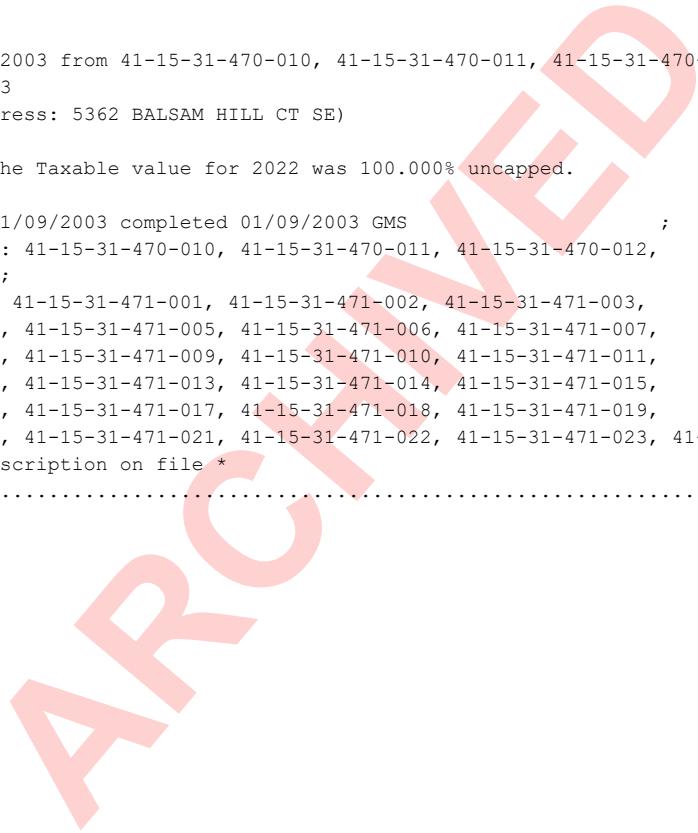 2003 from 41-15-31-470-010, 41-15-31-470-011, 41-15-31-470-
3
ress: 5362 BALSAM HILL CT SE)
he Taxable value for 2022 was 100.000% uncapped.
1/09/2003 completed 01/09/2003 GMS ;
: 41-15-31-470-010, 41-15-31-470-011, 41-15-31-470-012,
;
41-15-31-471-001, 41-15-31-471-002, 41-15-31-471-003,
, 41-15-31-471-005, 41-15-31-471-006, 41-15-31-471-007,
, 41-15-31-471-009, 41-15-31-471-010, 41-15-31-471-011,
, 41-15-31-471-013, 41-15-31-471-014, 41-15-31-471-015,
, 41-15-31-471-017, 41-15-31-471-018, 41-15-31-471-019,
, 41-15-31-471-021, 41-15-31-471-022, 41-15-31-471-023, 41-
scription on file *
.........................................................
ARCHIVED